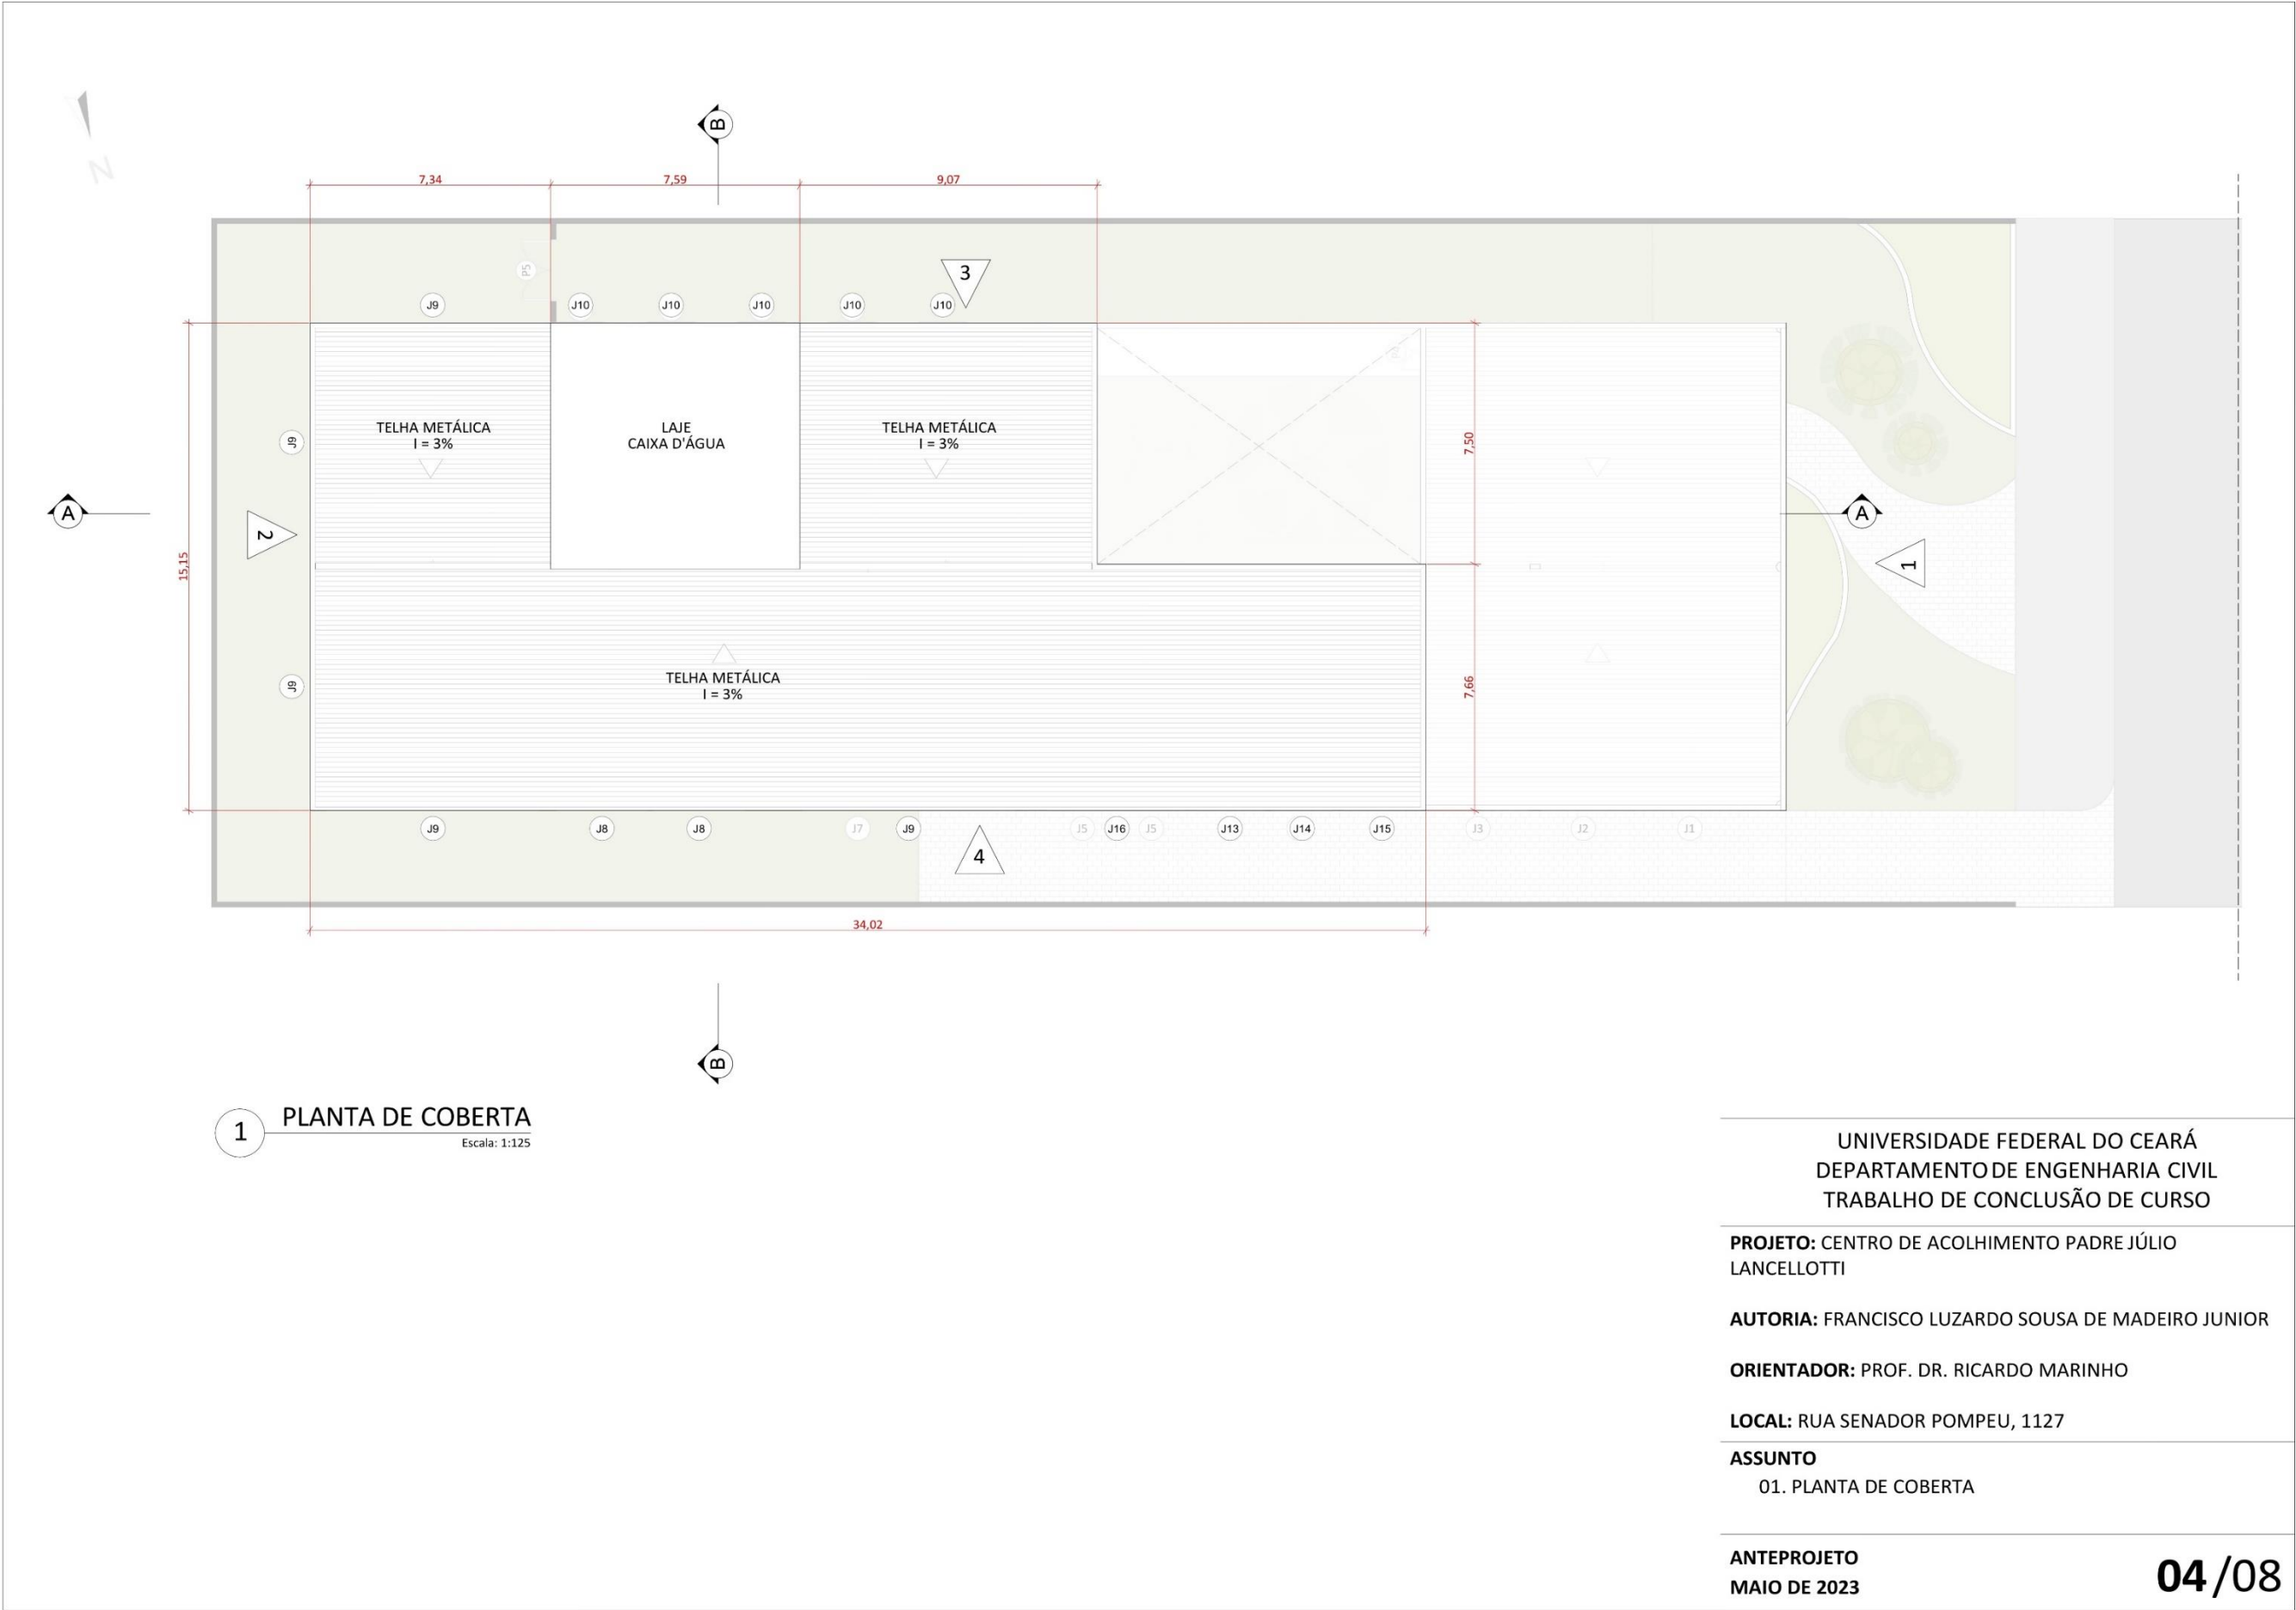 B
N
7,34
7,59
9,07
3
P5
J9
J10
J10
J10
J10
J10
2
TELHA METÁLICA
I = 3%
LAJE
CAIXA D'ÁGUA
TELHA METÁLICA
I = 3%
7,50
J9
A
A
2
1
15,15
J9
TELHA METÁLICA
I = 3%
7,66
J9
J8
J8
J7
J9
J5
J16
J5
J13
J14
J15
J3
J2
J1
4
34,02
B
1
PLANTA DE COBERTA
Escala: 1:125
UNIVERSIDADE FEDERAL DO CEARÁ
DEPARTAMENTO DE ENGENHARIA CIVIL
TRABALHO DE CONCLUSÃO DE CURSO
PROJETO: CENTRO DE ACOLHIMENTO PADRE JÚLIO
LANCELLOTTI
AUTORIA: FRANCISCO LUZARDO SOUSA DE MADEIRO JUNIOR
ORIENTADOR: PROF. DR. RICARDO MARINHO
LOCAL: RUA SENADOR POMPEU, 1127
ASSUNTO
01. PLANTA DE COBERTA
ANTEPROJETO
MAIO DE 2023
04/08